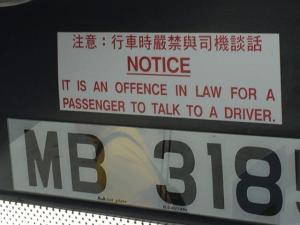 注意：行車時嚴禁與司機談話
NOTICE
IT IS AN OFFENCE IN LAW FOR A
PASSENGER TO TALK TO A DRIVER.
MB 318